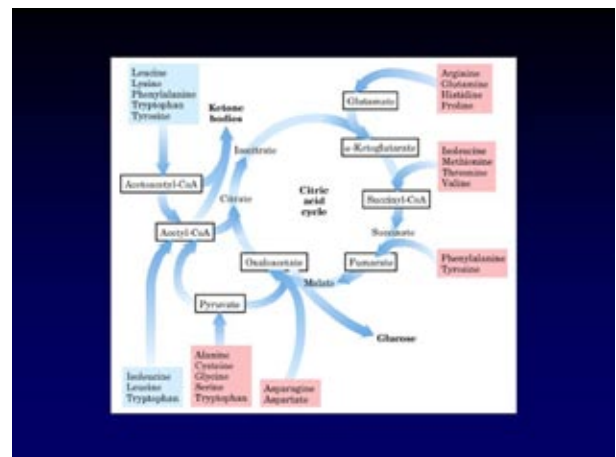 Leucine
Lysine
Phenylalanine
Tryptophan
Tyrosine
Ketone
bodies
Arginine
Glutamine
Histidine
Proline
Glutamate
Isocitrate
α-Ketoglutarate
Isoleucine
Methionine
Threonine
Valine
Acetoacetyl-CoA
Citrate
Citric
acid
cycle
Succinyl-CoA
Acetyl-CoA
Succinate
Oxaloacetate
Fumarate
Phenylalanine
Tyrosine
Malate
Pyruvate
Glucose
Isoleucine
Leucine
Tryptophan
Alanine
Cysteine
Glycine
Serine
Tryptophan
Asparagine
Aspartate